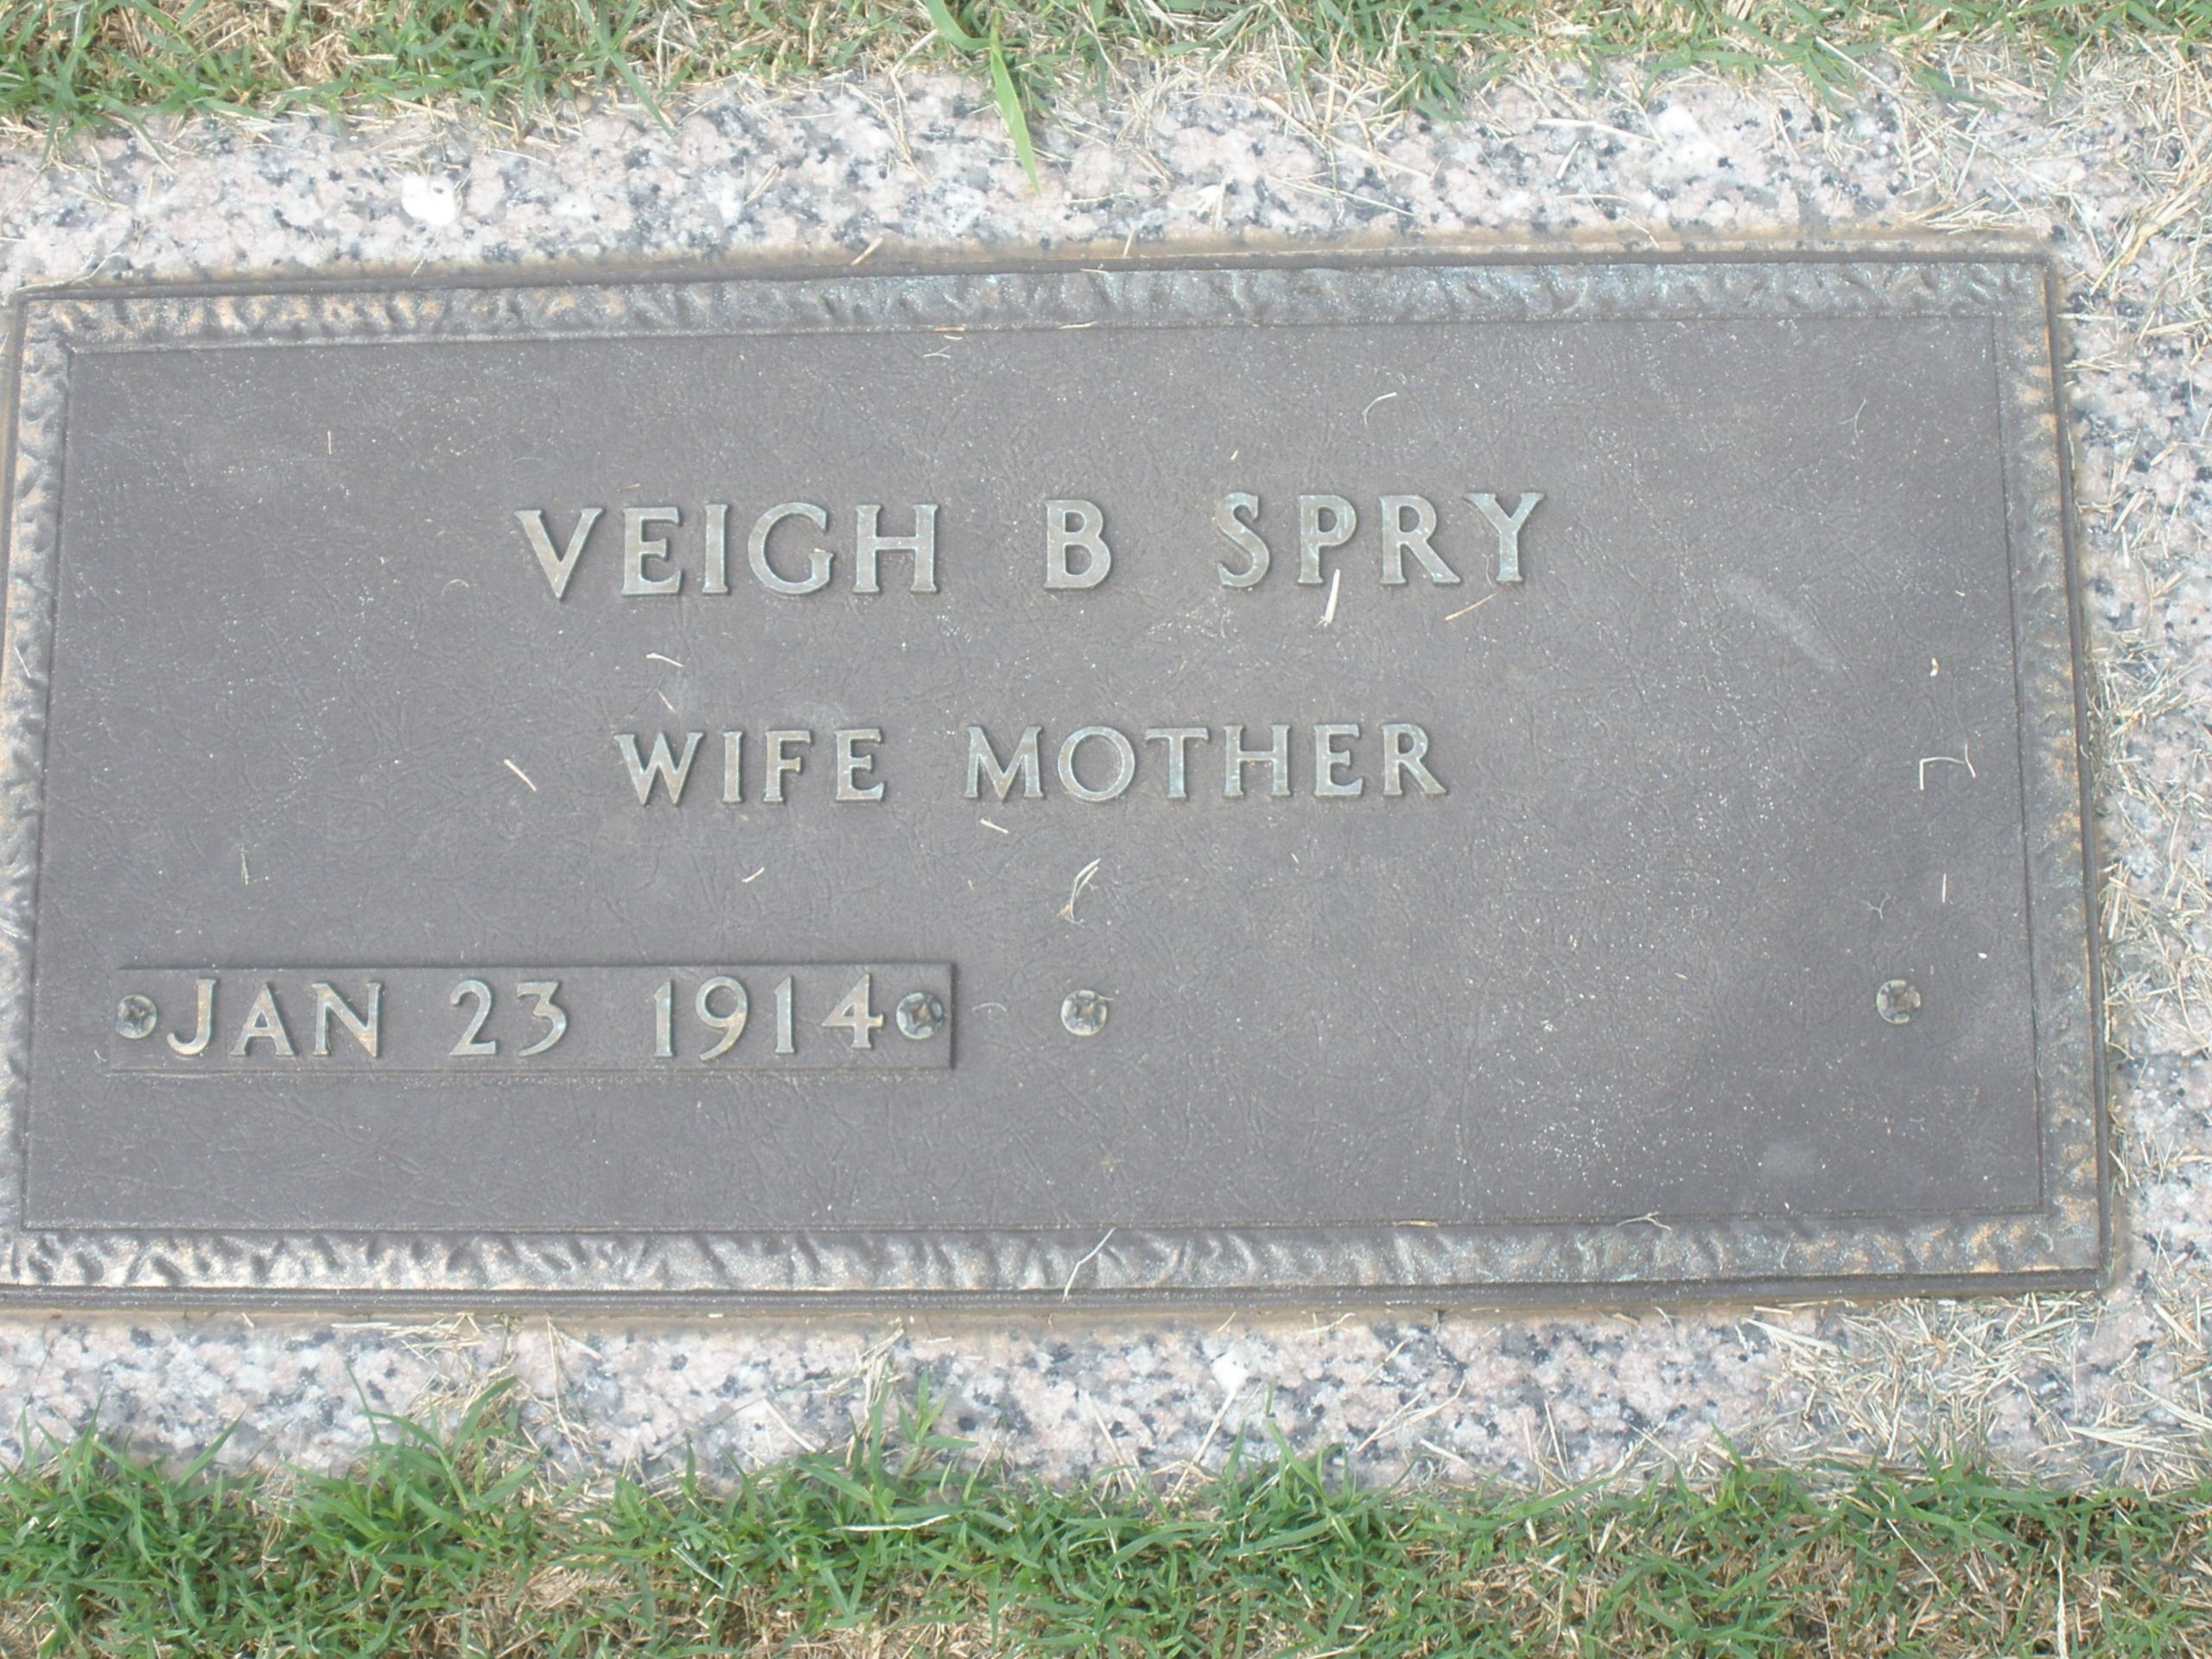 VEIGH B SPRY
WIFE MOTHER
JAN 23 1914